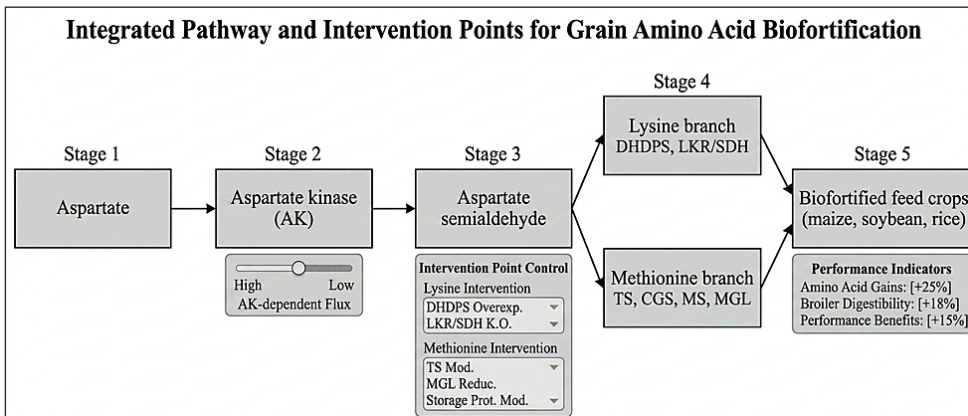 Integrated Pathway and Intervention Points for Grain Amino Acid Biofortification
Stage 1
Aspartate
Stage 2
Aspartate kinase
(AK)
High Low
AK-dependent Flux
Stage 3
Aspartate
semialdehyde
Intervention Point Control
Lysine Intervention
DHDPS Overexp.
LKR/SDH K.O.
Methionine Intervention
TS Mod.
MGL Reduc.
Storage Prot. Mod.
Stage 4
Lysine branch
DHDPS, LKR/SDH
Methionine branch
TS, CGS, MS, MGL
Stage 5
Biofortified feed crops
(maize, soybean, rice)
Performance Indicators
Amino Acid Gains: [+25%]
Broiler Digestibility: [+18%]
Performance Benefits: [+15%]